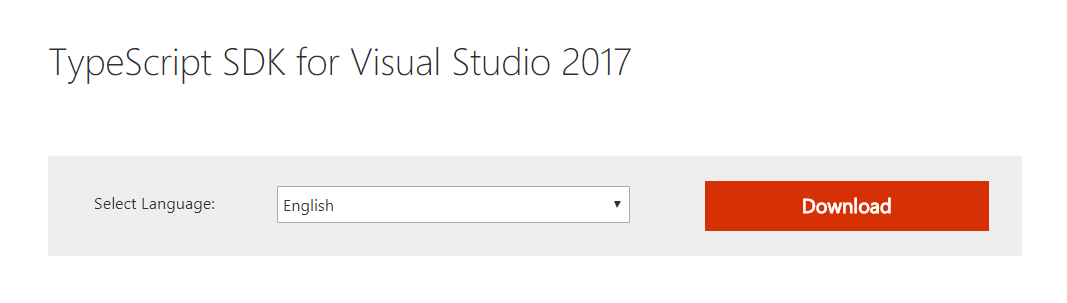 TypeScript SDK for Visual Studio 2017
Select Language:
English
Download